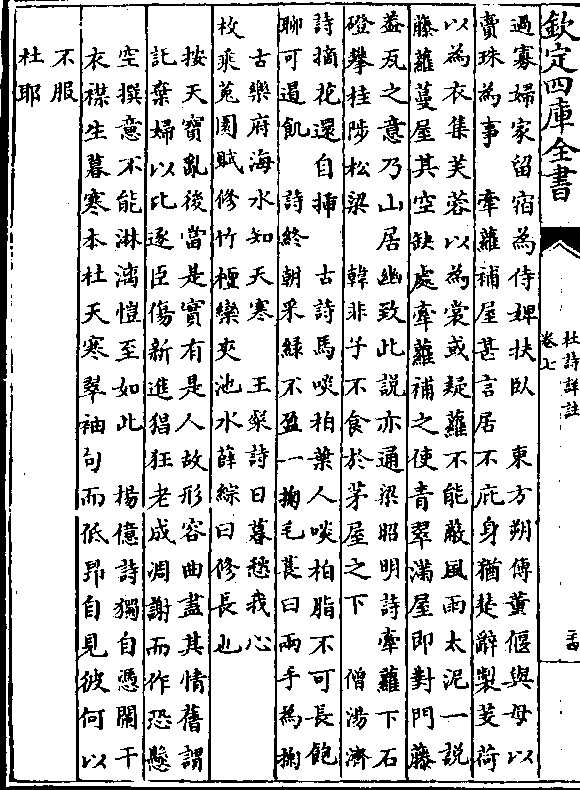 欽定四庫全書
杜詩詳註
卷七
過寡婦家留宿為侍婢扶臥　東方朔傳董偃與母以
賣珠為事　牽蘿補屋甚言居不庇身猶楚辭製芰荷
以為衣集芙蓉以為裳或疑蘿不能蔽風雨太泥一説
藤蘿蔓屋其空缺處牽蘿補之使青翠滿屋即對門藤
葢瓦之意乃山居幽致此説亦通梁昭明詩牽蘿下石
磴攀桂陟松梁　韓非子不食於茅屋之下　僧湯濟
詩摘花還自揷　古詩馬啖柏葉人啖柏脂不可長飽
聊可遏飢　詩終朝采緑不盈一掬毛萇曰兩手為掬
古樂府海水知天寒　王粲詩日暮愁我心
枚乘菟園賦修竹檀欒夾池水薛綜曰修長也
按天寳亂後當是實有是人故形容曲盡其情舊謂
託棄婦以比逐臣傷新進猖狂老成凋謝而作恐懸
空撰意不能淋漓愷至如此　楊億詩獨自憑闌干
衣襟生暮寒本杜天寒翠袖句而低昂自見彼何以
不服
杜耶